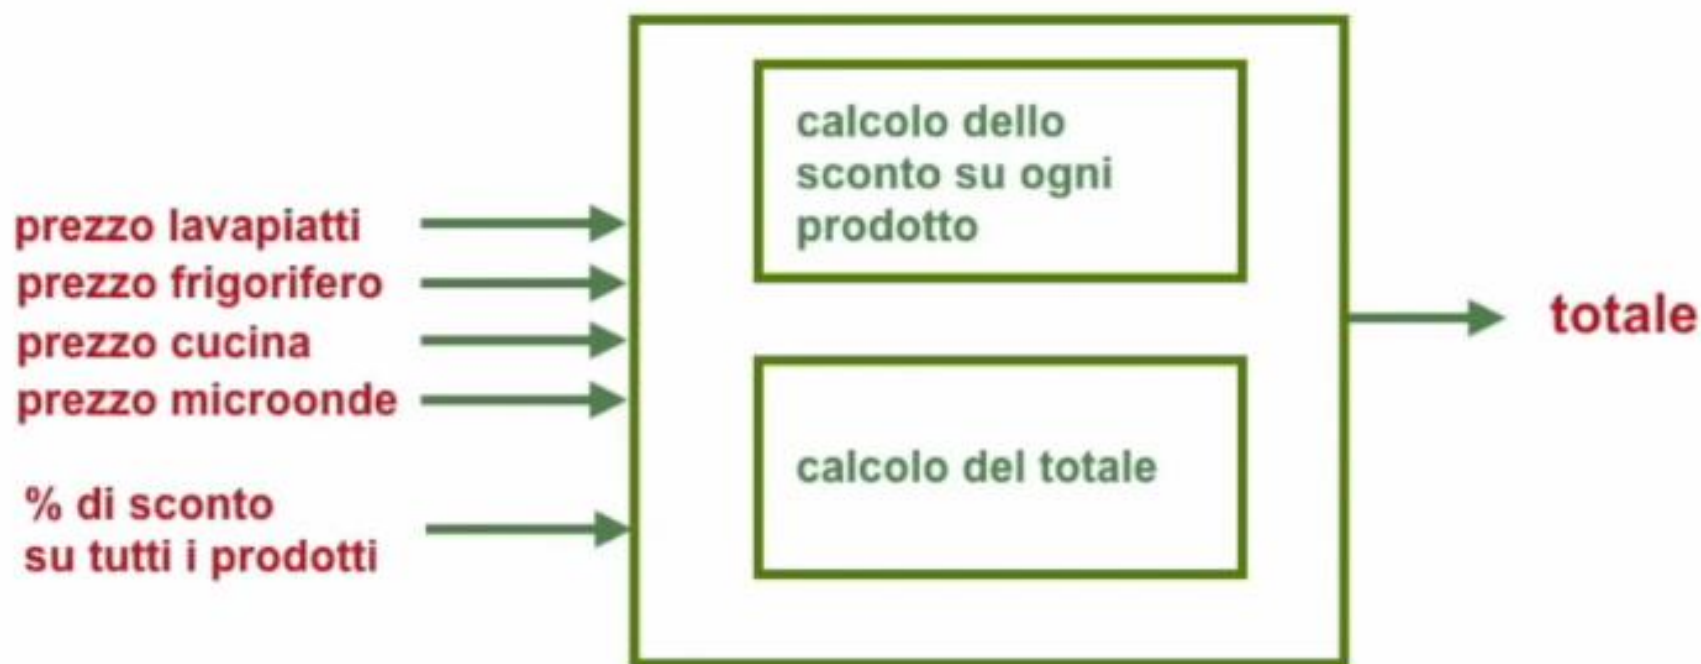 prezzo lavapiatti
prezzo frigorifero
prezzo cucina
prezzo microonde
% di sconto
su tutti i prodotti
calcolo dello
sconto su ogni
prodotto
calcolo del totale
totale